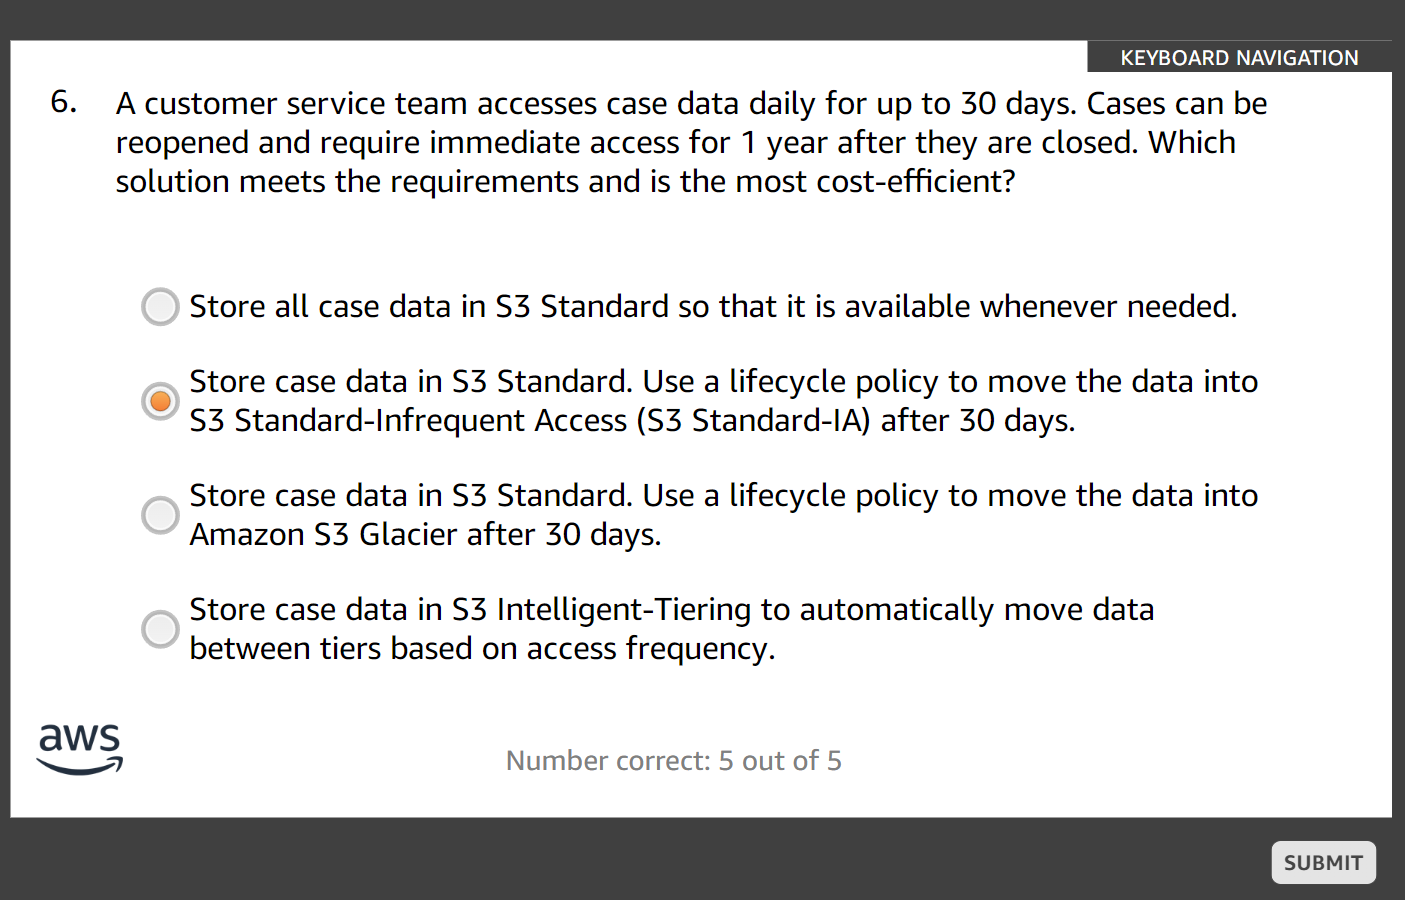 KEYBOARD NAVIGATION
6. A customer service team accesses case data daily for up to 30 days. Cases can be
reopened and require immediate access for 1 year after they are closed. Which
solution meets the requirements and is the most cost-efficient?
Store all case data in S3 Standard so that it is available whenever needed.
Store case data in S3 Standard. Use a lifecycle policy to move the data into
S3 Standard-Infrequent Access (S3 Standard-IA) after 30 days.
Store case data in S3 Standard. Use a lifecycle policy to move the data into
Amazon S3 Glacier after 30 days.
Store case data in S3 Intelligent-Tiering to automatically move data
between tiers based on access frequency.
aws
Number correct: 5 out of 5
SUBMIT